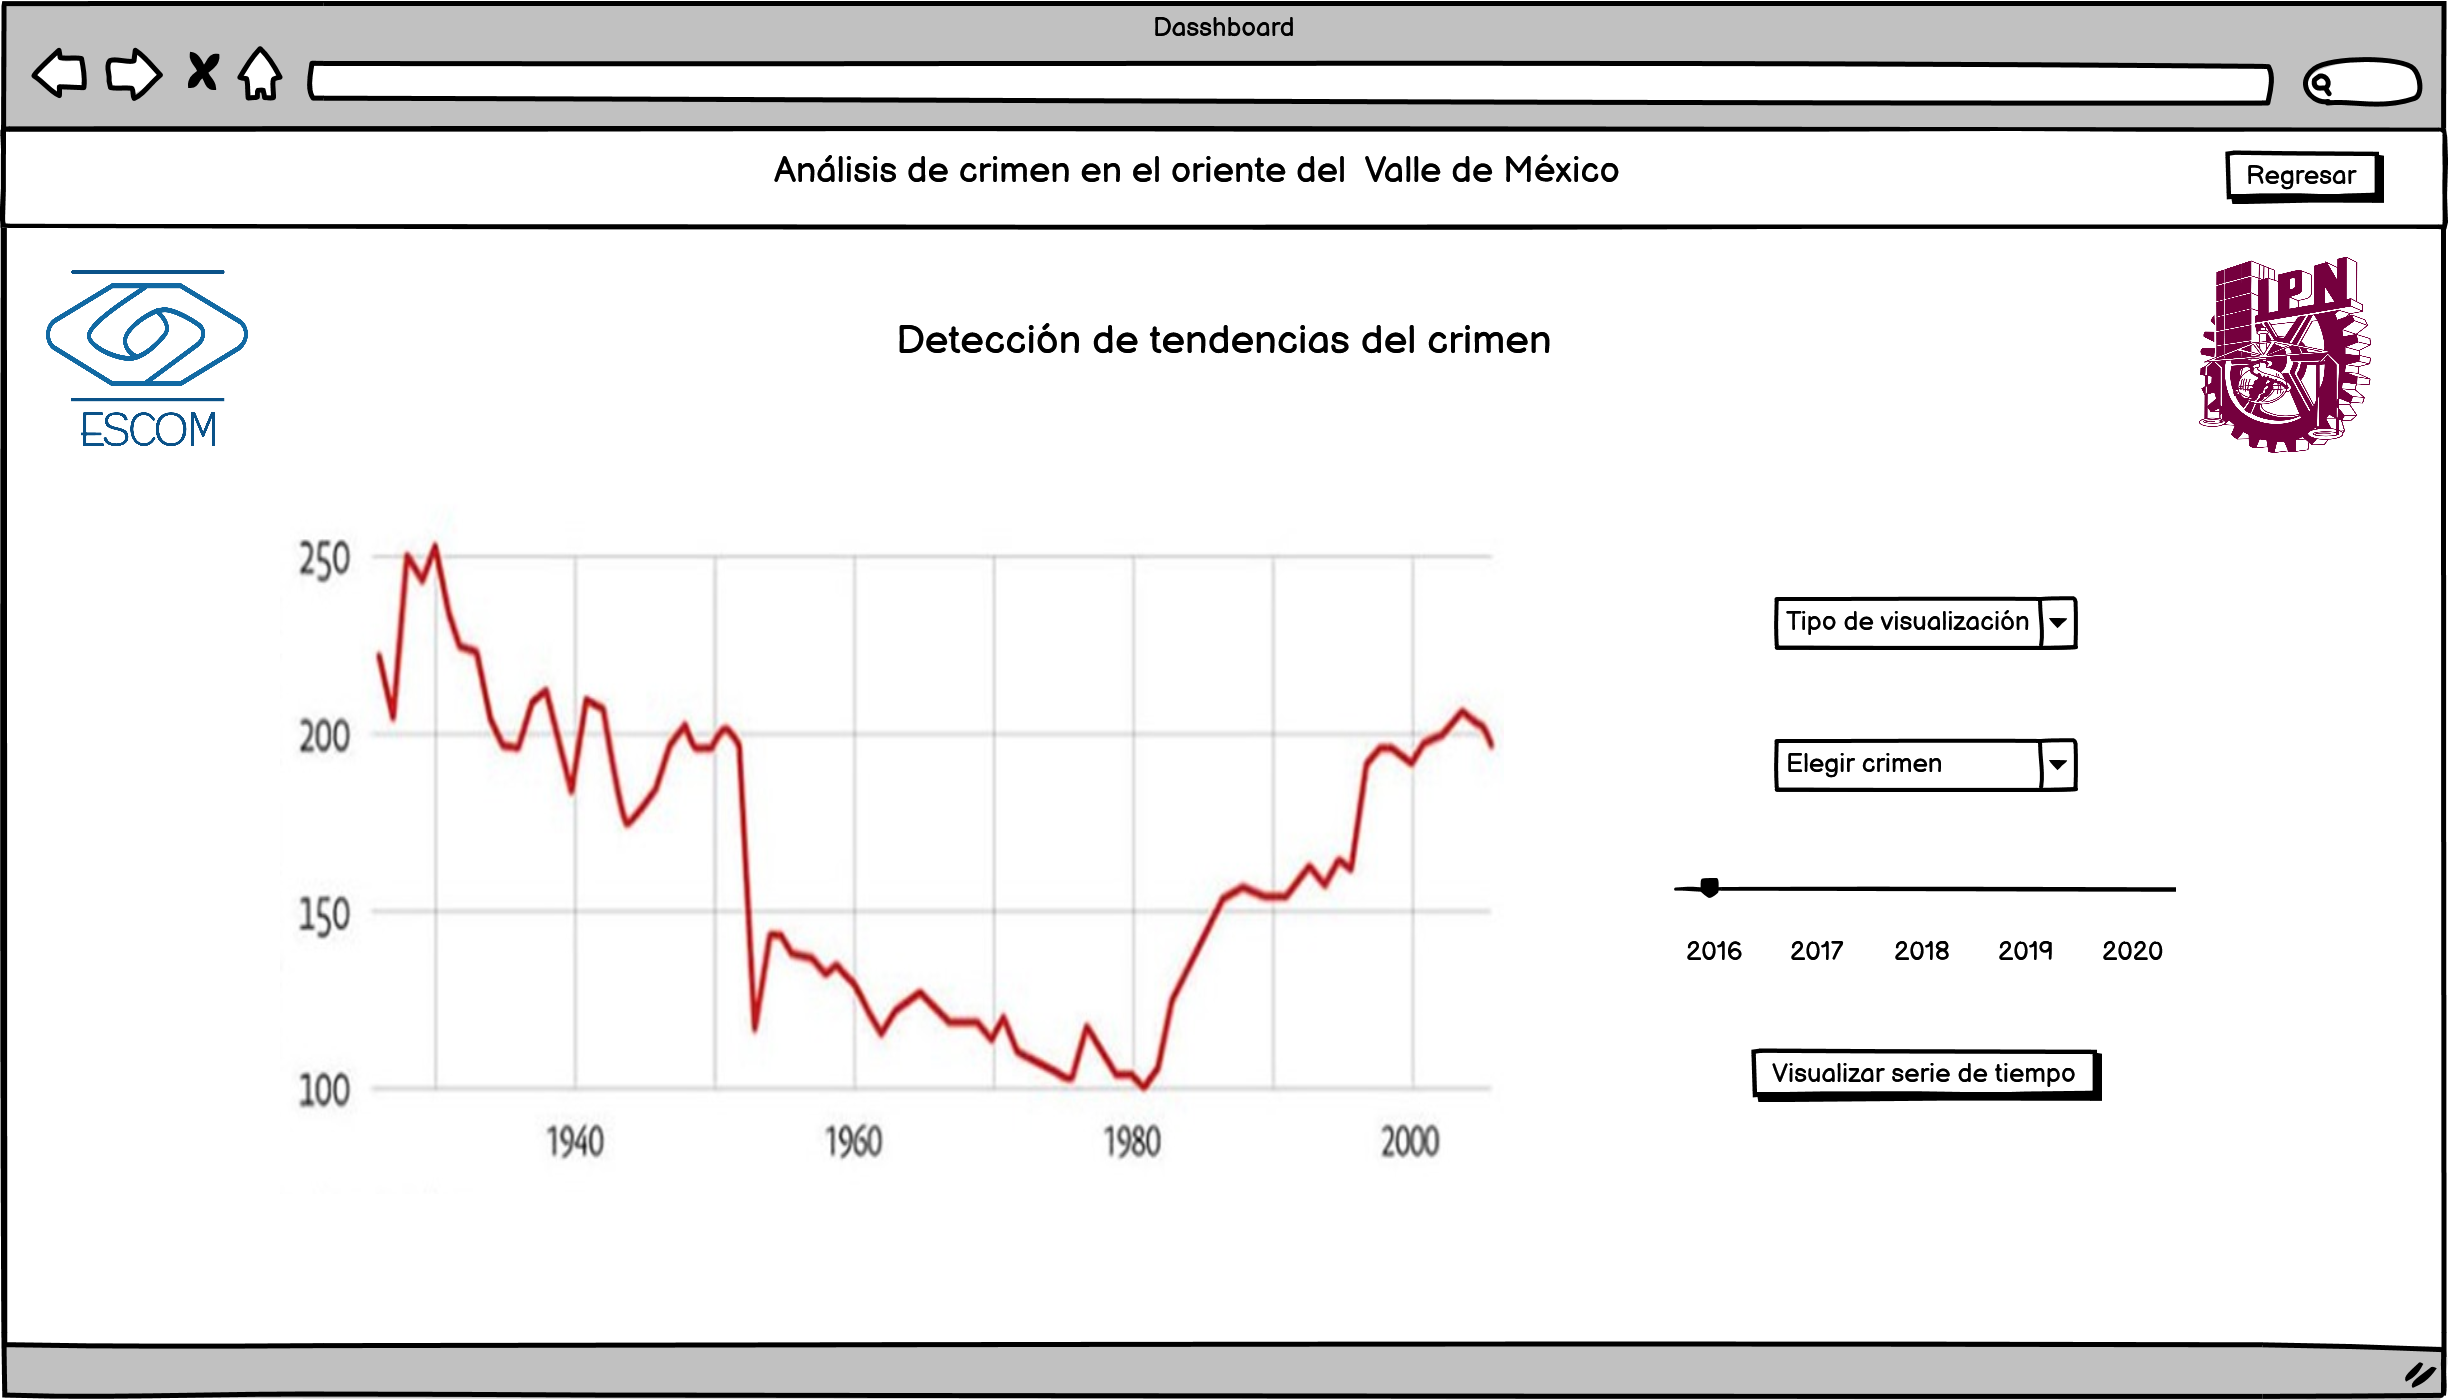 Dasshboard
Análisis de crimen en el oriente del Valle de México
Regresar
ESCOM
IPN
Detección de tendencias del crimen
250
200
150
100
1940
1960
1980
2000
Tipo de visualización
Elegir crimen
2016 2017 2018 2019 2020
Visualizar serie de tiempo